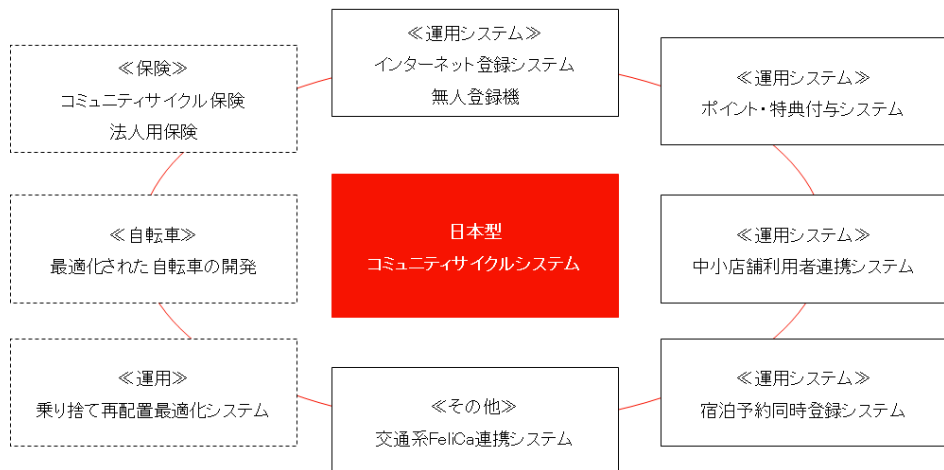 ≪運用システム≫
インターネット登録システム
無人登録機
≪保険≫
コミュニティサイクル保険
法人用保険
≪運用システム≫
ポイント・特典付与システム
≪自転車≫
最適化された自転車の開発
日本型
コミュニティサイクルシステム
≪運用システム≫
中小店舗利用者連携システム
≪運用≫
乗り捨て再配置最適化システム
≪その他≫
交通系FeliCa連携システム
≪運用システム≫
宿泊予約同時登録システム